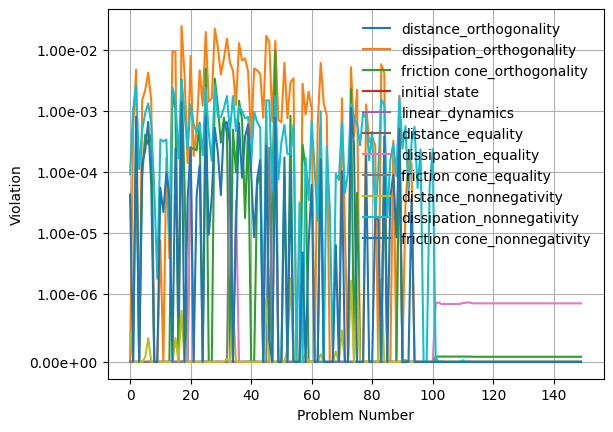 1.00e-02
1.00e-03
1.00e-04
1.00e-05
1.00e-06
0.00e+00
Violation
distance_orthogonality
dissipation_orthogonality
friction cone_orthogonality
initial state
linear_dynamics
distance_equality
dissipation_equality
friction cone_equality
distance_nonnegativity
dissipation_nonnegativity
friction cone_nonnegativity
0 20 40 60 80 100 120 140
Problem Number